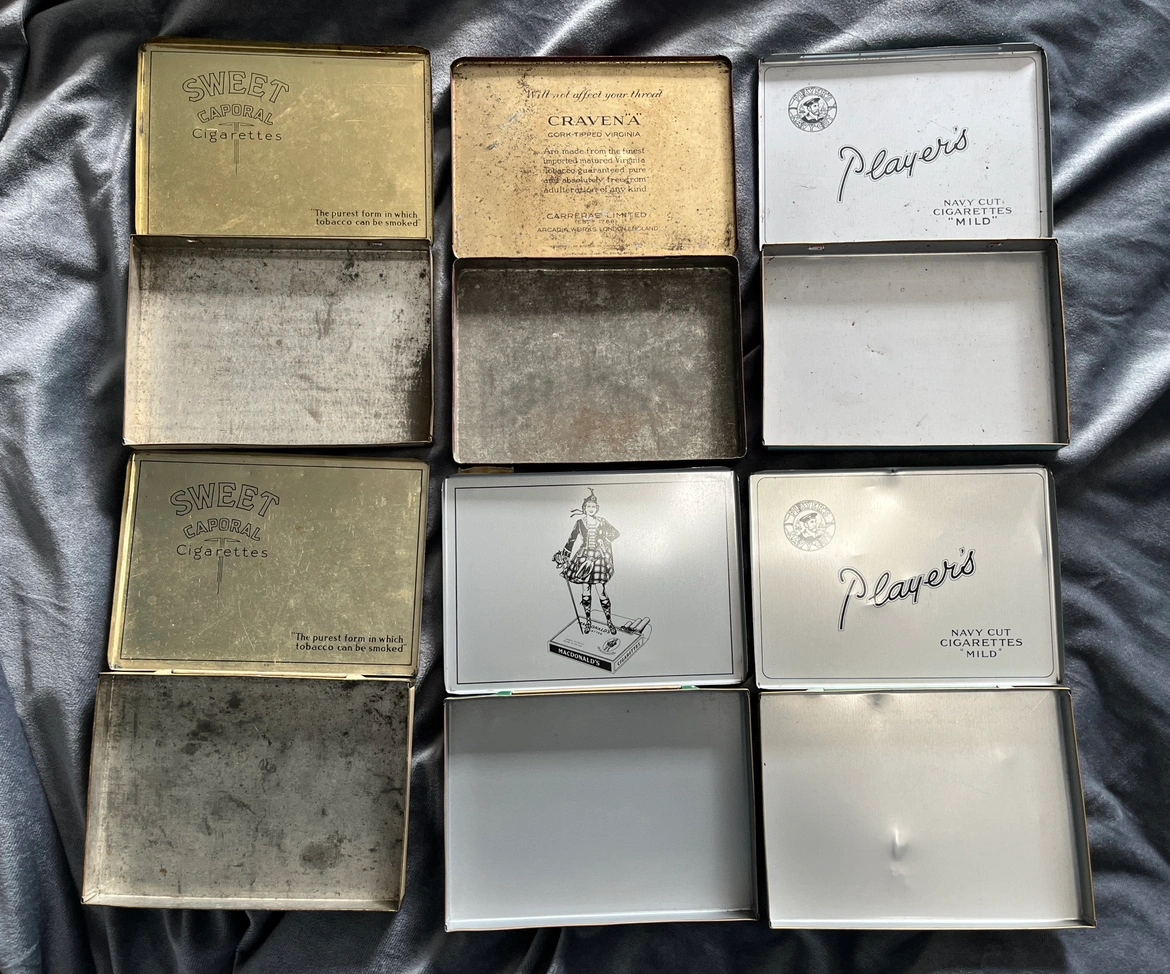 SWEET
CAPORAL
Cigarettes
"The purest form in which
tobacco can be smoked"
Will not affect your throat
CRAVEN "A"
CORK-TIPPED VIRGINIA
Are made from the finest
imported matured Virginia
tobacco guaranteed pure
and absolutely free from
adulteration of any kind
CARRERAS LIMITED
ARCADIA WORKS LONDON, ENGLAND
Player's
NAVY CUT
CIGARETTES
"MILD"
SWEET
CAPORAL
Cigarettes
"The purest form in which
tobacco can be smoked"
MACDONALD'S
CIGARETTES
Player's
NAVY CUT
CIGARETTES
"MILD"